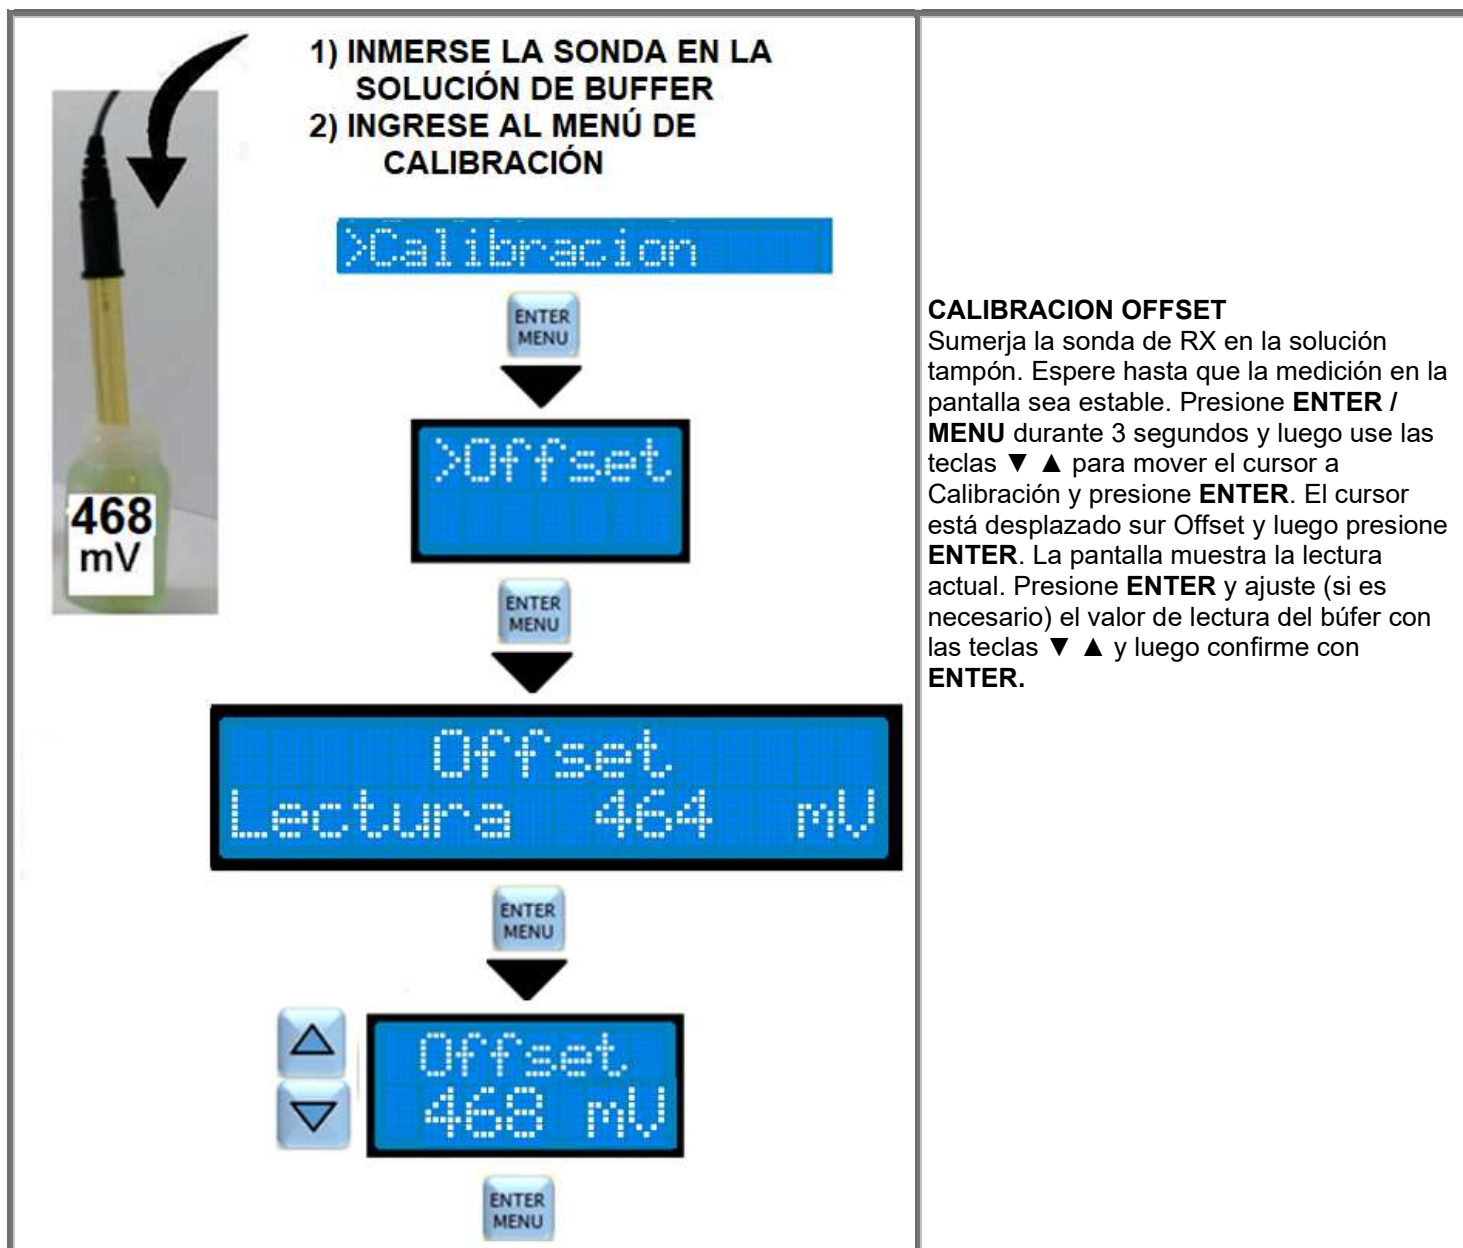 1) INMERSE LA SONDA EN LA
SOLUCIÓN DE BUFFER
2) INGRESE AL MENÚ DE
CALIBRACIÓN
468
mV
>Calibracion
ENTER
MENU
>Offset
ENTER
MENU
Offset
Lectura 464 mV
ENTER
MENU
Offset
468 mV
ENTER
MENU
CALIBRACION OFFSET
Sumerja la sonda de RX en la solución
tampón. Espere hasta que la medición en la
pantalla sea estable. Presione ENTER /
MENU durante 3 segundos y luego use las
teclas ▼ ▲ para mover el cursor a
Calibración y presione ENTER. El cursor
está desplazado sur Offset y luego presione
ENTER. La pantalla muestra la lectura
actual. Presione ENTER y ajuste (si es
necesario) el valor de lectura del búfer con
las teclas ▼ ▲ y luego confirme con
ENTER.